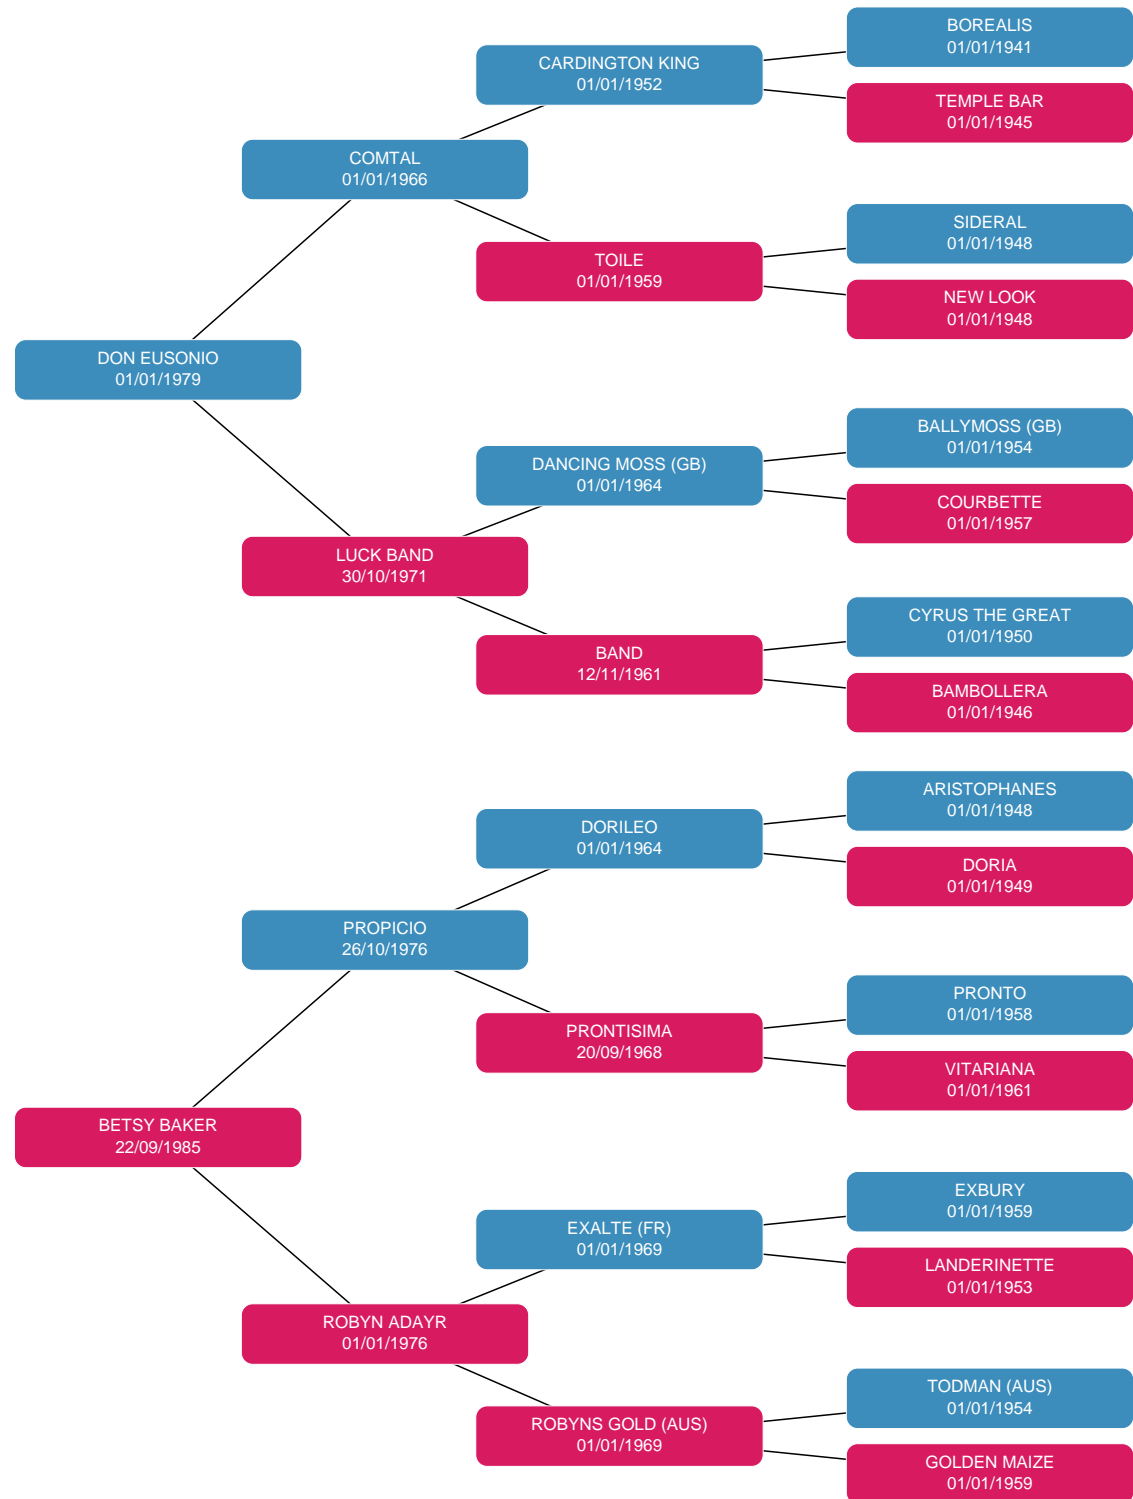 BOREALIS
01/01/1941
CARDINGTON KING
01/01/1952
TEMPLE BAR
01/01/1945
COMTAL
01/01/1966
SIDERAL
01/01/1948
TOILE
01/01/1959
NEW LOOK
01/01/1948
DON EUSONIO
01/01/1979
BALLYMOSS (GB)
01/01/1954
DANCING MOSS (GB)
01/01/1964
COURBETTE
01/01/1957
LUCK BAND
30/10/1971
CYRUS THE GREAT
01/01/1950
BAND
12/11/1961
BAMBOLLERA
01/01/1946
ARISTOPHANES
01/01/1948
DORILEO
01/01/1964
DORIA
01/01/1949
PROPICIO
26/10/1976
PRONTO
01/01/1958
PRONTISIMA
20/09/1968
VITARIANA
01/01/1961
BETSY BAKER
22/09/1985
EXBURY
01/01/1959
EXALTE (FR)
01/01/1969
LANDERINETTE
01/01/1953
ROBYN ADAYR
01/01/1976
TODMAN (AUS)
01/01/1954
ROBYNS GOLD (AUS)
01/01/1969
GOLDEN MAIZE
01/01/1959